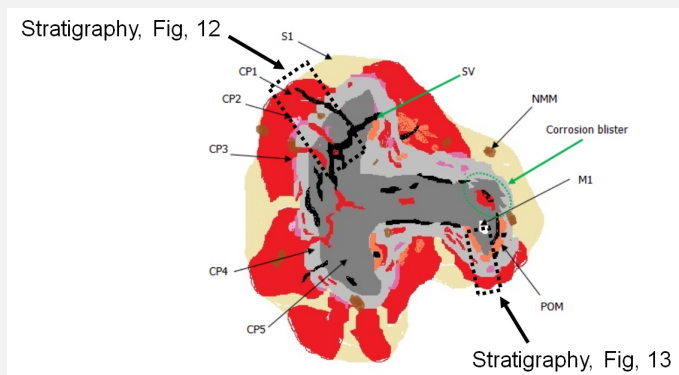 Stratigraphy, Fig, 12
S1
CP1
SV
CP2
NMM
Corrosion blister
CP3
M1
CP4
POM
CP5
Stratigraphy, Fig, 13